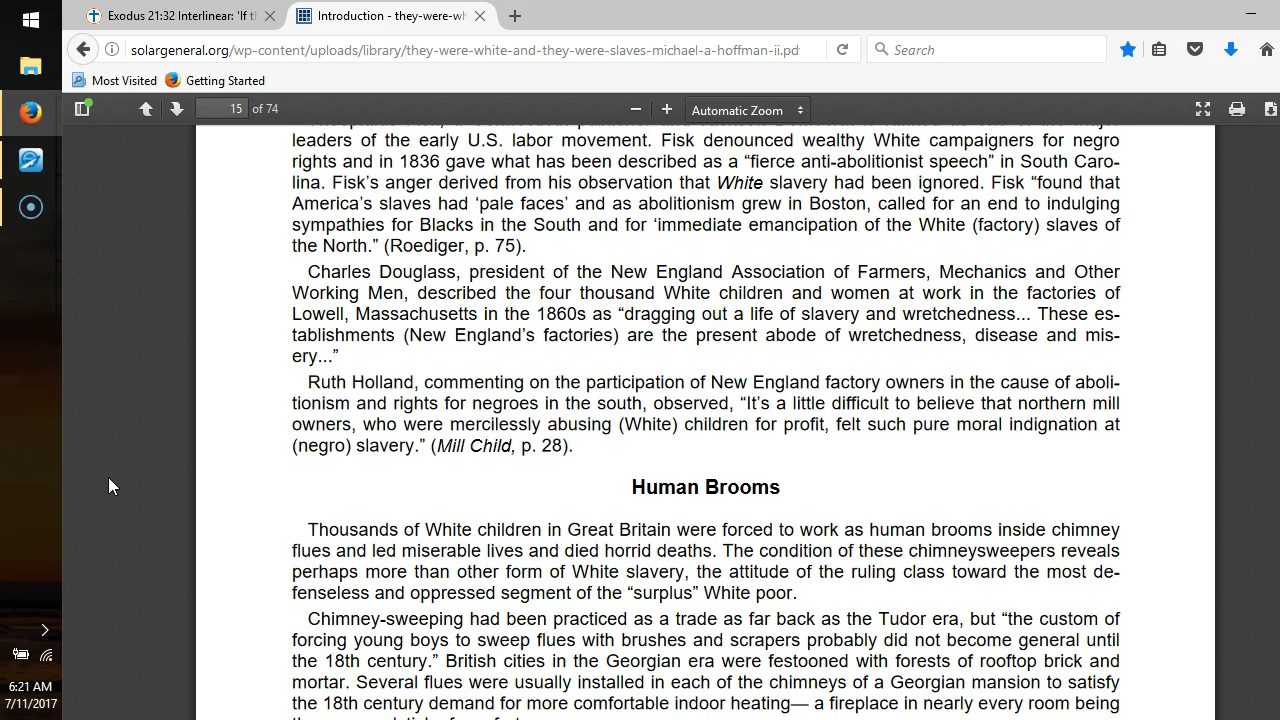 Exodus 21:32 Interlinear: 'If t
Introduction - they-were-wh
solargeneral.org/wp-content/uploads/library/they-were-white-and-they-were-slaves-michael-a-hoffman-ii.pd
Search
Most Visited
Getting Started
15 of 74
Automatic Zoom
leaders of the early U.S. labor movement. Fisk denounced wealthy White campaigners for negro
rights and in 1836 gave what has been described as a “fierce anti-abolitionist speech” in South Caro-
lina. Fisk’s anger derived from his observation that White slavery had been ignored. Fisk “found that
America’s slaves had ‘pale faces’ and as abolitionism grew in Boston, called for an end to indulging
sympathies for Blacks in the South and for ‘immediate emancipation of the White (factory) slaves of
the North.” (Roediger, p. 75).
Charles Douglass, president of the New England Association of Farmers, Mechanics and Other
Working Men, described the four thousand White children and women at work in the factories of
Lowell, Massachusetts in the 1860s as “dragging out a life of slavery and wretchedness... These es-
tablishments (New England’s factories) are the present abode of wretchedness, disease and mis-
ery...”
Ruth Holland, commenting on the participation of New England factory owners in the cause of aboli-
tionism and rights for negroes in the south, observed, “It’s a little difficult to believe that northern mill
owners, who were mercilessly abusing (White) children for profit, felt such pure moral indignation at
(negro) slavery.” (Mill Child, p. 28).
Human Brooms
Thousands of White children in Great Britain were forced to work as human brooms inside chimney
flues and led miserable lives and died horrid deaths. The condition of these chimneysweepers reveals
perhaps more than other form of White slavery, the attitude of the ruling class toward the most de-
fenseless and oppressed segment of the “surplus” White poor.
Chimney-sweeping had been practiced as a trade as far back as the Tudor era, but “the custom of
forcing young boys to sweep flues with brushes and scrapers probably did not become general until
the 18th century.” British cities in the Georgian era were festooned with forests of rooftop brick and
mortar. Several flues were usually installed in each of the chimneys of a Georgian mansion to satisfy
the 18th century demand for more comfortable indoor heating— a fireplace in nearly every room being
6:21 AM
7/11/2017